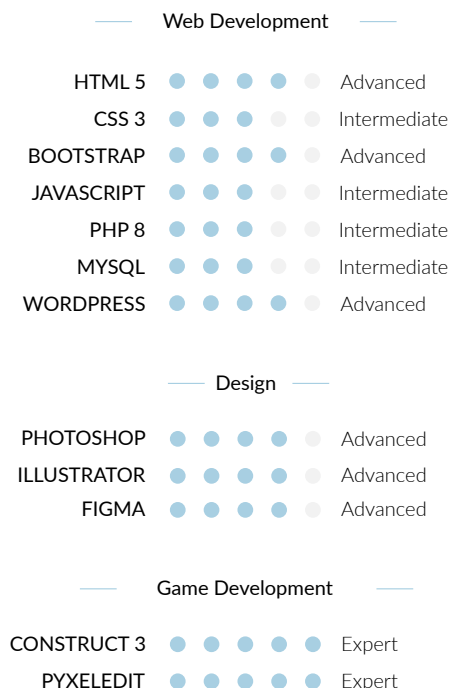 Web Development
HTML 5 Advanced
CSS 3 Intermediate
BOOTSTRAP Advanced
JAVASCRIPT Intermediate
PHP 8 Intermediate
MYSQL Intermediate
WORDPRESS Advanced
Design
PHOTOSHOP Advanced
ILLUSTRATOR Advanced
FIGMA Advanced
Game Development
CONSTRUCT 3 Expert
PYXELEDIT Expert